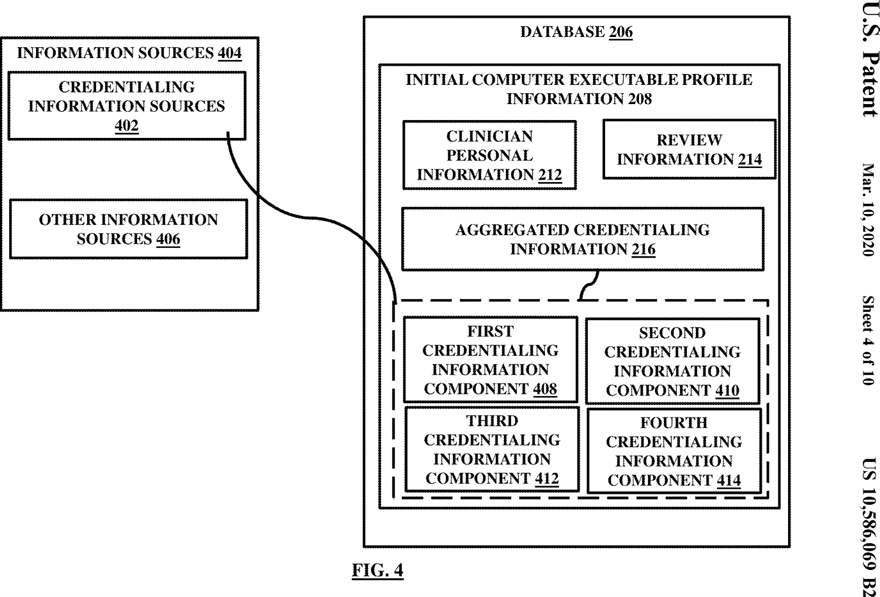 INFORMATION SOURCES 404
CREDENTIALING
INFORMATION SOURCES
402
OTHER INFORMATION
SOURCES 406
DATABASE 206
INITIAL COMPUTER EXECUTABLE PROFILE
INFORMATION 208
CLINICIAN
PERSONAL
INFORMATION 212
REVIEW
INFORMATION 214
AGGREGATED CREDENTIALING
INFORMATION 216
FIRST
CREDENTIALING
INFORMATION
COMPONENT 408
SECOND
CREDENTIALING
INFORMATION
COMPONENT 410
THIRD
CREDENTIALING
INFORMATION
COMPONENT 412
FOURTH
CREDENTIALING
INFORMATION
COMPONENT 414
FIG. 4
U.S. Patent
Mar. 10, 2020
Sheet 4 of 10
US 10,586,069 B2